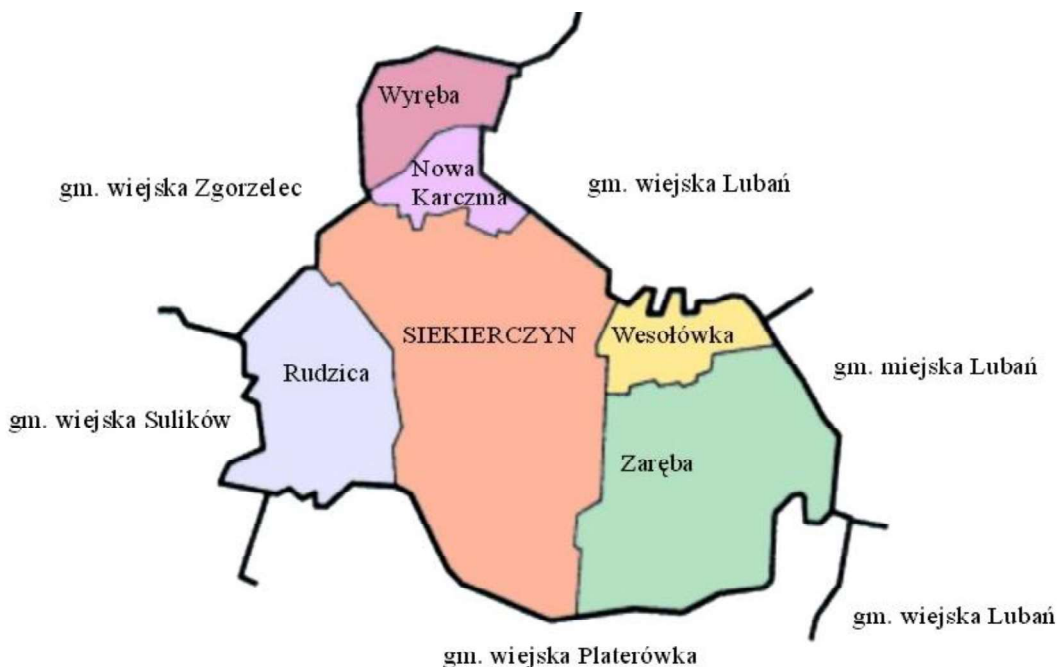 Wyręba
Nowa
Karczma
gm. wiejska Zgorzelec
gm. wiejska Lubań
SIEKIERCZYN
Wesołówka
Rudzica
gm. miejska Lubań
gm. wiejska Sulików
Zaręba
gm. wiejska Lubań
gm. wiejska Platerówka